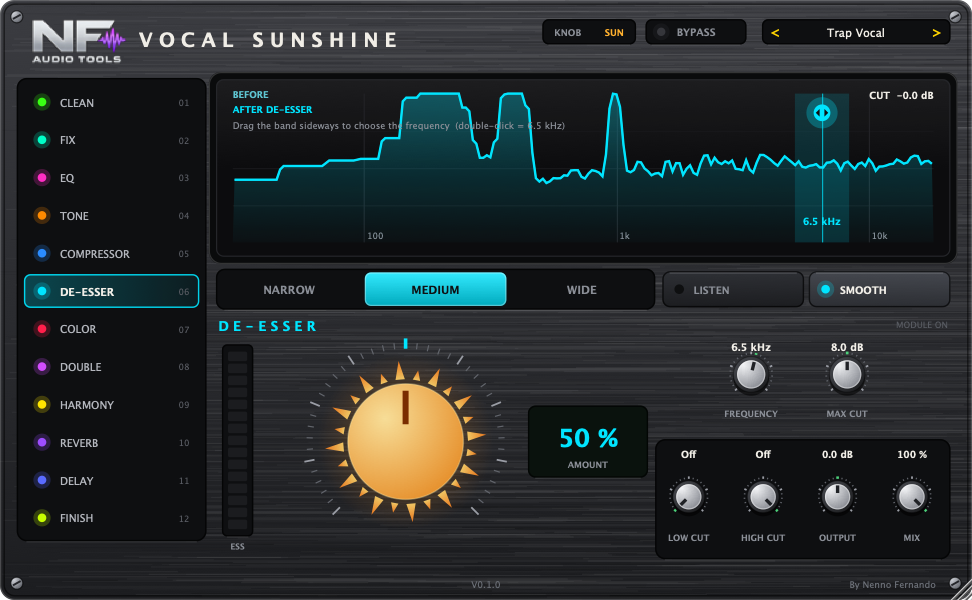 NF
AUDIO TOOLS
VOCAL SUNSHINE
KNOB SUN
BYPASS
< Trap Vocal >
CLEAN 01
FIX 02
EQ 03
TONE 04
COMPRESSOR 05
DE-ESSER 06
COLOR 07
DOUBLE 08
HARMONY 09
REVERB 10
DELAY 11
FINISH 12
BEFORE
AFTER DE-ESSER
Drag the band sideways to choose the frequency (double-click = 6.5 kHz)
CUT -0.0 dB
6.5 kHz
100 1k 10k
NARROW MEDIUM WIDE
LISTEN SMOOTH
DE-ESSER
MODULE ON
6.5 kHz 8.0 dB
FREQUENCY MAX CUT
50 %
AMOUNT
Off Off 0.0 dB 100 %
LOW CUT HIGH CUT OUTPUT MIX
ESS
V0.1.0
By Nenno Fernando